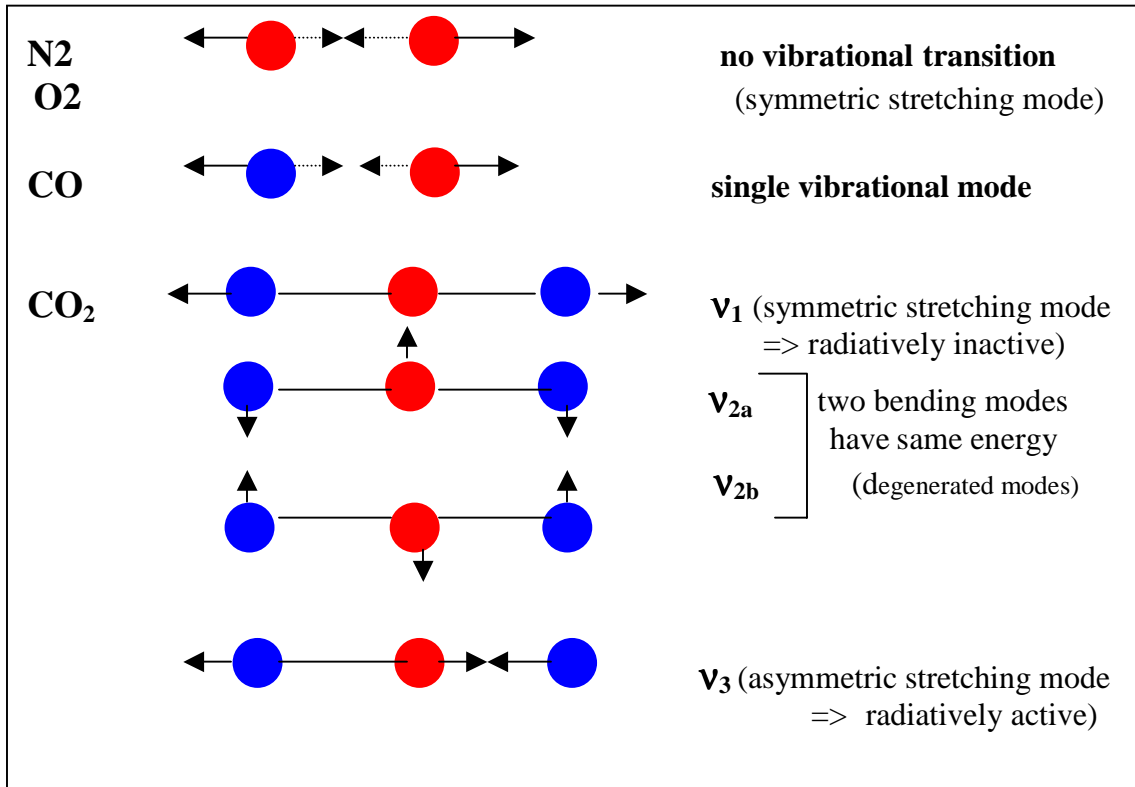 N2 no vibrational transition
O2 (symmetric stretching mode)
CO single vibrational mode
CO₂ ν₁ (symmetric stretching mode
=> radiatively inactive)
ν₂ₐ two bending modes
have same energy
ν₂b (degenerated modes)
ν₃ (asymmetric stretching mode
=> radiatively active)